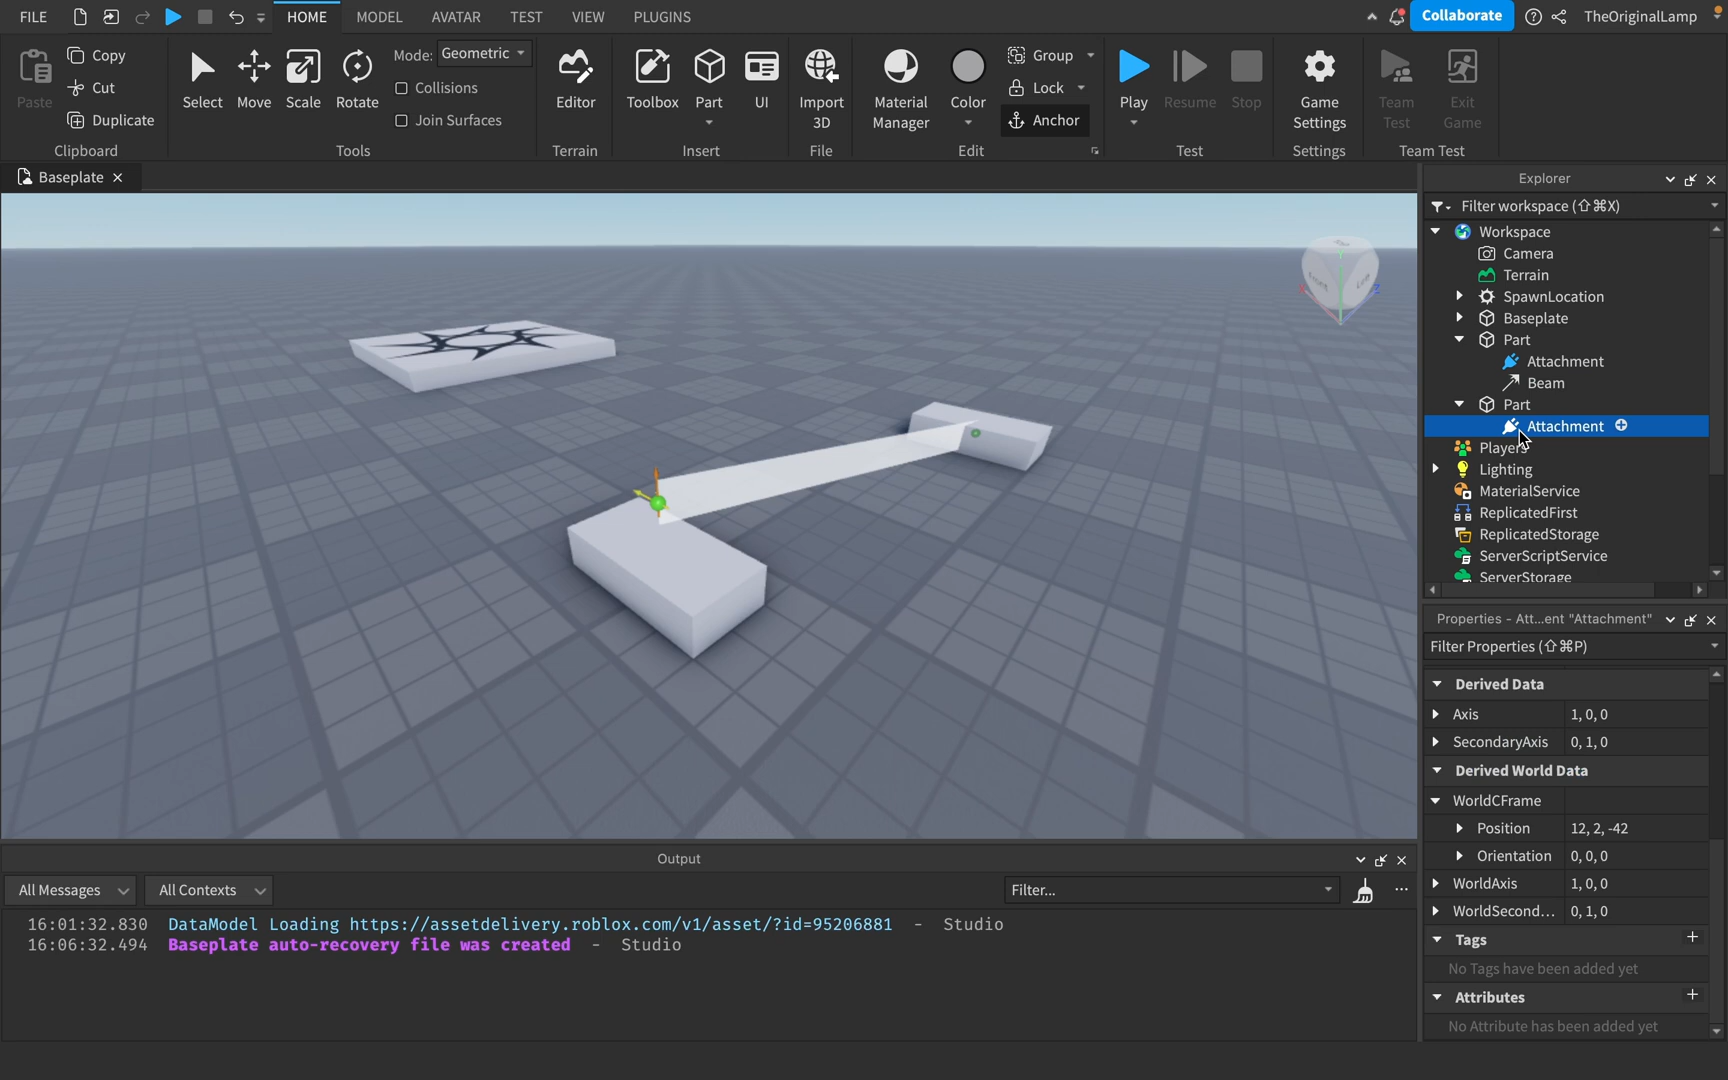 FILE HOME MODEL AVATAR TEST VIEW PLUGINS Collaborate TheOriginalLamp
Paste Copy Cut Duplicate Clipboard
Select Move Scale Rotate Mode: Geometric Collisions Join Surfaces Tools
Editor Terrain
Toolbox Part UI Insert
Import 3D File
Material Manager Color Group Lock Anchor Edit
Play Resume Stop Test
Game Settings Settings
Team Test Exit Game Team Test
Baseplate
Explorer
Filter workspace (⇧⌘X)
Workspace
Camera
Terrain
SpawnLocation
Baseplate
Part
Attachment
Beam
Part
Attachment
Players
Lighting
MaterialService
ReplicatedFirst
ReplicatedStorage
ServerScriptService
ServerStorage
Properties - Att...ent "Attachment"
Filter Properties (⇧⌘P)
Derived Data
Axis 1, 0, 0
SecondaryAxis 0, 1, 0
Derived World Data
WorldCFrame
Position 12, 2, -42
Orientation 0, 0, 0
WorldAxis 1, 0, 0
WorldSecond... 0, 1, 0
Tags
No Tags have been added yet
Attributes
No Attribute has been added yet
Output
All Messages All Contexts Filter...
16:01:32.830 DataModel Loading https://assetdelivery.roblox.com/v1/asset/?id=95206881 - Studio
16:06:32.494 Baseplate auto-recovery file was created - Studio